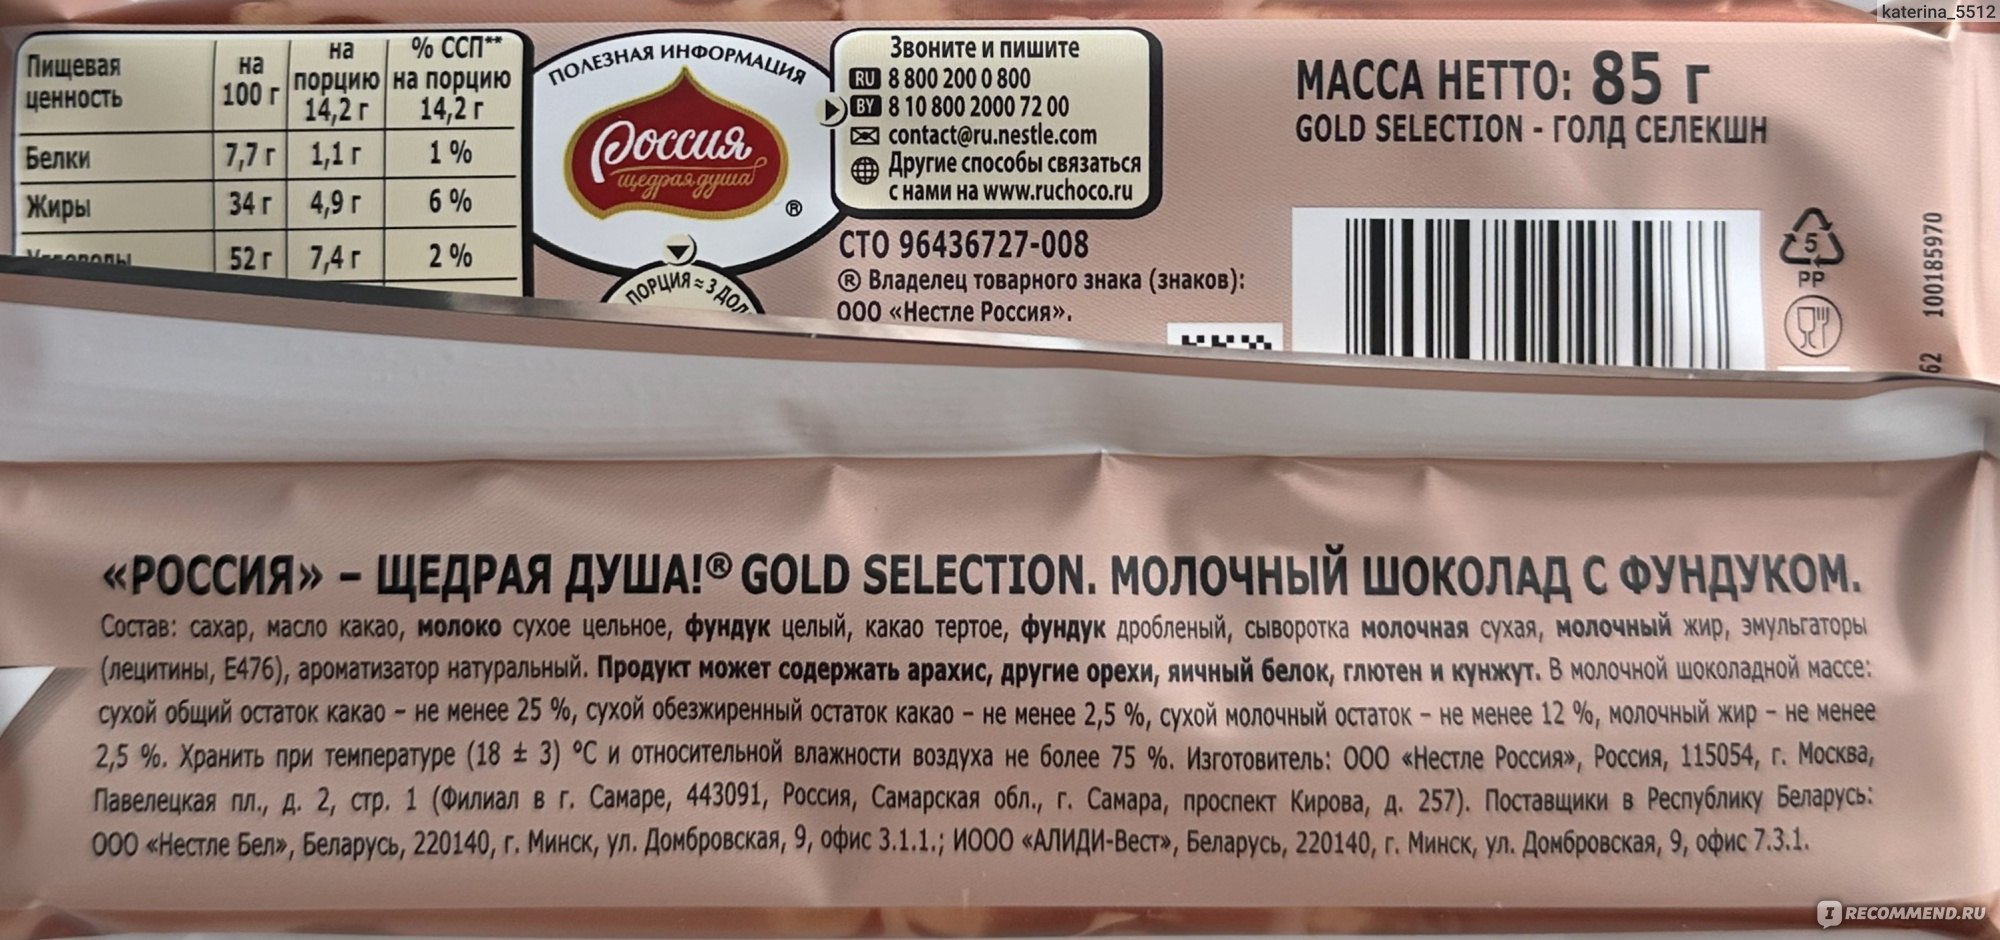 katerina_5512
Пищевая ценность на 100 г на порцию 14,2 г % ССП** на порцию 14,2 г
Белки 7,7 г 1,1 г 1 %
Жиры 34 г 4,9 г 6 %
Углеводы 52 г 7,4 г 2 %
ПОЛЕЗНАЯ ИНФОРМАЦИЯ
Россия
щедрая душа
®
ПОРЦИЯ ≈ 3 ДОЛ
Звоните и пишите
RU 8 800 200 0 800
BY 8 10 800 2000 72 00
contact@ru.nestle.com
Другие способы связаться
с нами на www.ruchoco.ru
СТО 96436727-008
® Владелец товарного знака (знаков):
ООО «Нестле Россия».
МАССА НЕТТО: 85 г
GOLD SELECTION - ГОЛД СЕЛЕКШН
5
PP
100185970
62
«РОССИЯ» – ЩЕДРАЯ ДУША!® GOLD SELECTION. МОЛОЧНЫЙ ШОКОЛАД С ФУНДУКОМ.
Состав: сахар, масло какао, молоко сухое цельное, фундук целый, какао тертое, фундук дробленый, сыворотка молочная сухая, молочный жир, эмульгаторы
(лецитины, Е476), ароматизатор натуральный. Продукт может содержать арахис, другие орехи, яичный белок, глютен и кунжут. В молочной шоколадной массе:
сухой общий остаток какао – не менее 25 %, сухой обезжиренный остаток какао – не менее 2,5 %, сухой молочный остаток – не менее 12 %, молочный жир – не менее
2,5 %. Хранить при температуре (18 ± 3) °С и относительной влажности воздуха не более 75 %. Изготовитель: ООО «Нестле Россия», Россия, 115054, г. Москва,
Павелецкая пл., д. 2, стр. 1 (Филиал в г. Самаре, 443091, Россия, Самарская обл., г. Самара, проспект Кирова, д. 257). Поставщики в Республику Беларусь:
ООО «Нестле Бел», Беларусь, 220140, г. Минск, ул. Домбровская, 9, офис 3.1.1.; ИООО «АЛИДИ-Вест», Беларусь, 220140, г. Минск, ул. Домбровская, 9, офис 7.3.1.
IRECOMMEND.RU